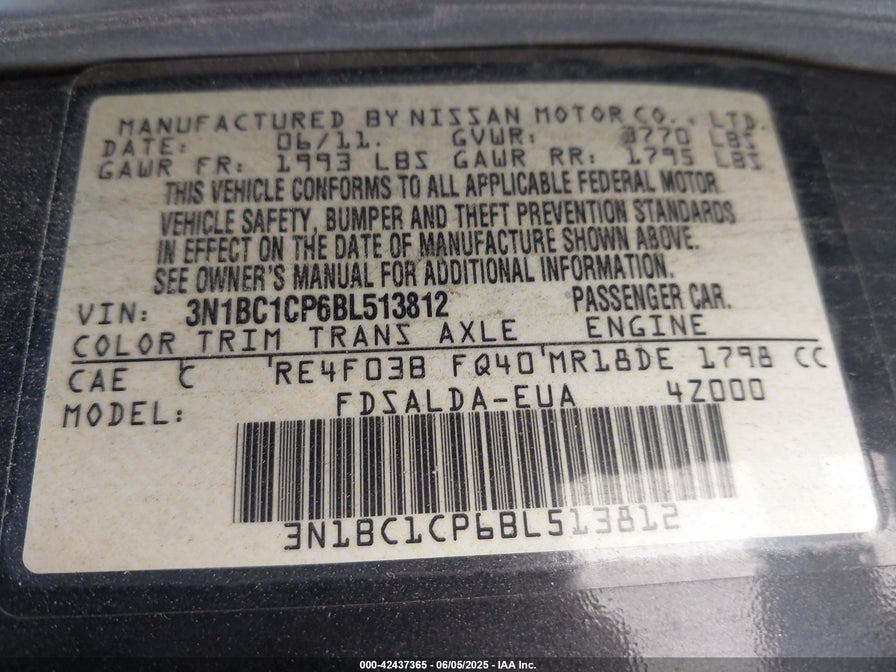 MANUFACTURED BY NISSAN MOTOR CO., LTD.
DATE: 06/11. GVWR: 3770 LBS
GAWR FR: 1993 LBS GAWR RR: 1795 LBS
THIS VEHICLE CONFORMS TO ALL APPLICABLE FEDERAL MOTOR
VEHICLE SAFETY, BUMPER AND THEFT PREVENTION STANDARDS
IN EFFECT ON THE DATE OF MANUFACTURE SHOWN ABOVE.
SEE OWNER'S MANUAL FOR ADDITIONAL INFORMATION.
VIN: 3N1BC1CP6BL513812 PASSENGER CAR.
COLOR TRIM TRANS AXLE ENGINE
CAE C RE4F03B FQ40 MR18DE 1798 CC
MODEL: FDSALDA-EUA 4Z000
3N1BC1CP6BL513812
000-42437365 - 06/05/2025 - IAA Inc.